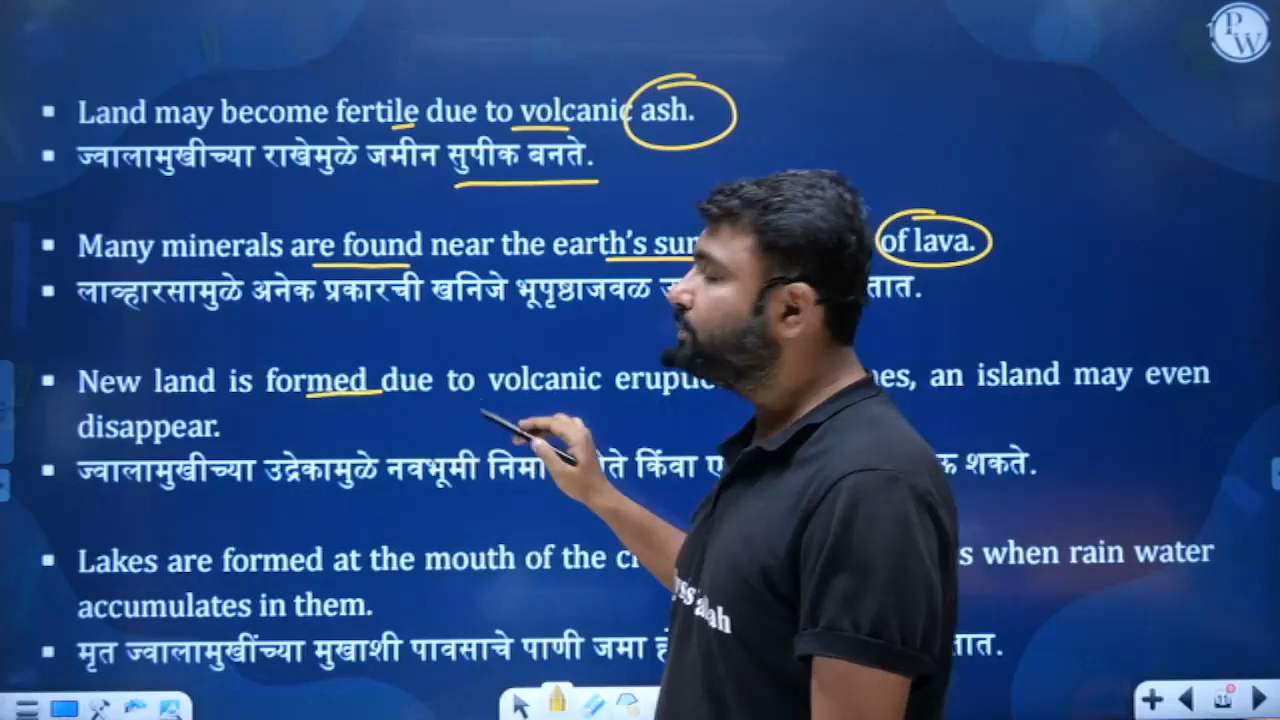 PW
Land may become fertile due to volcanic ash.
ज्वालामुखीच्या राखेमुळे जमीन सुपीक बनते.
Many minerals are found near the earth's of lava.
लाव्हारसामुळे अनेक प्रकारची खनिजे भूपृष्ठाजवळ
New land is formed due to volcanic an island may even
disappear.
ज्वालामुखीच्या उद्रेकामुळे नवभूमी किंवा शकते.
Lakes are formed at the mouth of the when rain water
accumulates in them.
मृत ज्वालामुखींच्या मुखाशी पावसाचे पाणी जमा